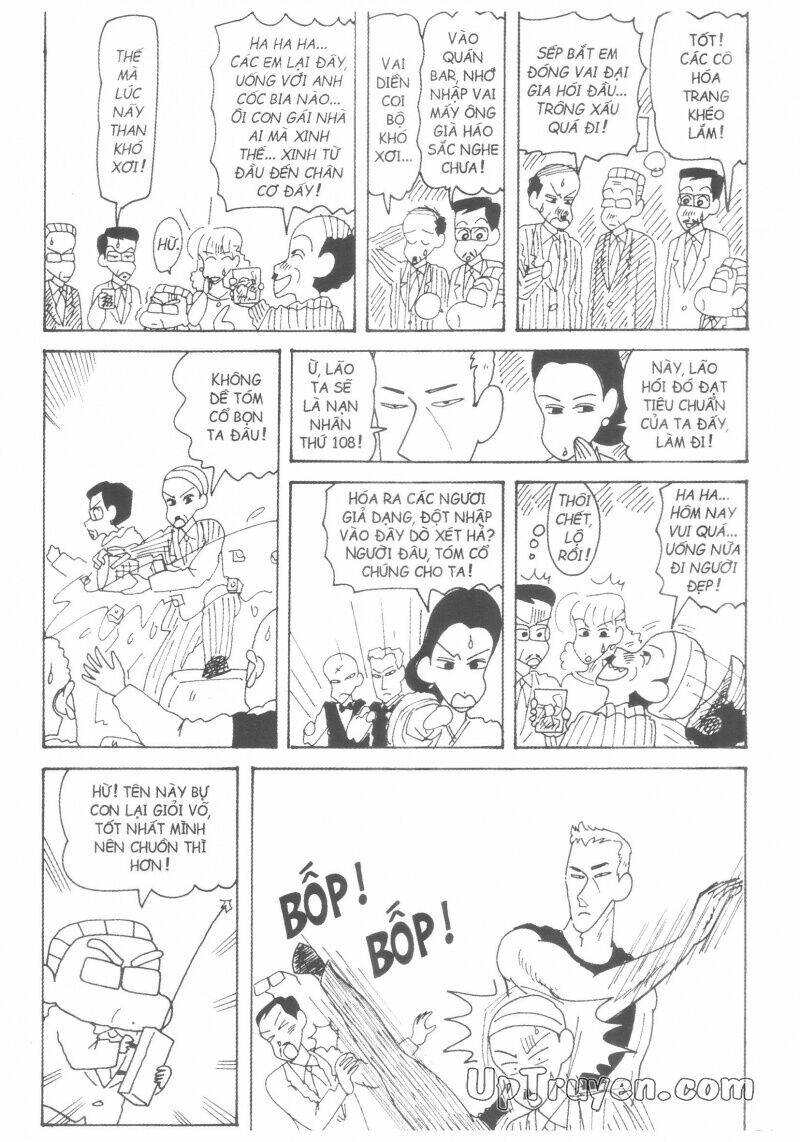 TỐT!
CÁC CÔ
HÓA
TRANG
KHÉO
LẮM!
SẾP BẮT EM
ĐÓNG VAI ĐẠI
GIA HÓI ĐẦU...
TRÔNG XẤU
QUÁ ĐI!
VÀO
QUÁN
BAR, NHỚ
NHẬP VAI
MẤY ÔNG
GIÀ HÁO
SẮC NGHE
CHƯA!
VAI
DIỄN
COI
BỘ
KHÓ
XƠI...
HA HA HA...
CÁC EM LẠI ĐÂY,
UỐNG VỚI ANH
CỐC BIA NÀO...
ÔI CON GÁI NHÀ
AI MÀ XINH
THẾ... XINH TỪ
ĐẦU ĐẾN CHÂN
CƠ ĐẤY!
HỪ.
THẾ
MÀ
LÚC
NÃY
THAN
KHÓ
XƠI!
NÀY, LÃO
HÓI ĐÓ ĐẠT
TIÊU CHUẨN
CỦA TA ĐẤY,
LÀM ĐI!
Ừ, LÃO
TA SẼ
LÀ NẠN
NHÂN
THỨ 108!
HA HA...
HÔM NAY
VUI QUÁ...
UỐNG NỮA
ĐI NGƯỜI
ĐẸP!
THÔI
CHẾT,
LỘ
RỒI!
HÓA RA CÁC NGƯƠI
GIẢ DẠNG, ĐỘT NHẬP
VÀO ĐÂY DÒ XÉT HẢ?
NGƯỜI ĐÂU, TÓM CỔ
CHÚNG CHO TA!
KHÔNG
DỄ TÓM
CỔ BỌN
TA ĐÂU!
BỐP!
BỐP!
HỪ! TÊN NÀY BỰ
CON LẠI GIỎI VÕ,
TỐT NHẤT MÌNH
NÊN CHUỒN THÌ
HƠN!
UpTruyen.com